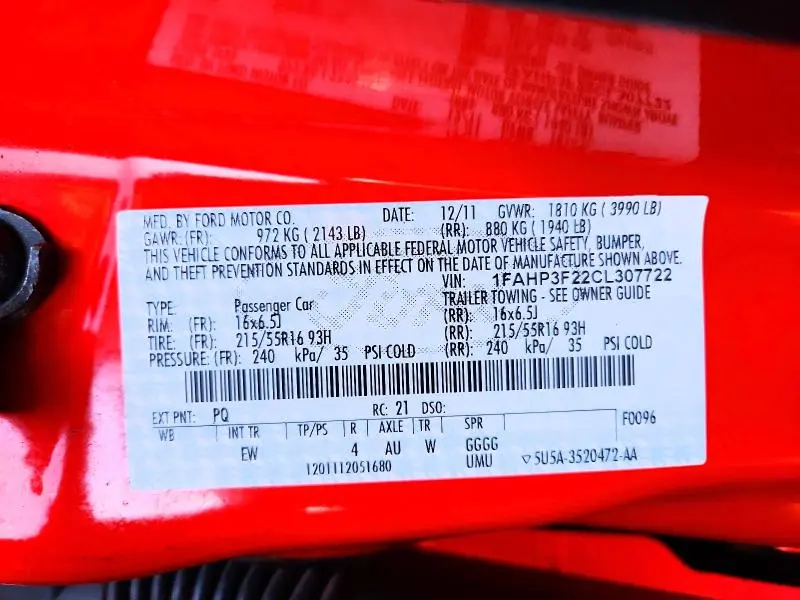 MFD. BY FORD MOTOR CO. DATE: 12/11 GVWR: 1810 KG ( 3990 LB)
GAWR: (FR): 972 KG ( 2143 LB) (RR): 880 KG ( 1940 LB)
THIS VEHICLE CONFORMS TO ALL APPLICABLE FEDERAL MOTOR VEHICLE SAFETY, BUMPER,
AND THEFT PREVENTION STANDARDS IN EFFECT ON THE DATE OF MANUFACTURE SHOWN ABOVE.
VIN: 1FAHP3F22CL307722
TYPE: Passenger Car TRAILER TOWING - SEE OWNER GUIDE
RIM: (FR): 16x6.5J (RR): 16x6.5J
TIRE: (FR): 215/55R16 93H (RR): 215/55R16 93H
PRESSURE: (FR): 240 kPa/ 35 PSI COLD (RR): 240 kPa/ 35 PSI COLD
EXT PNT: PQ RC: 21 DSO: F0096
WB INT TR TP/PS R AXLE TR SPR
EW 4 AU W GGGG
1201112051680 UMU ▽5U5A-3520472-AA